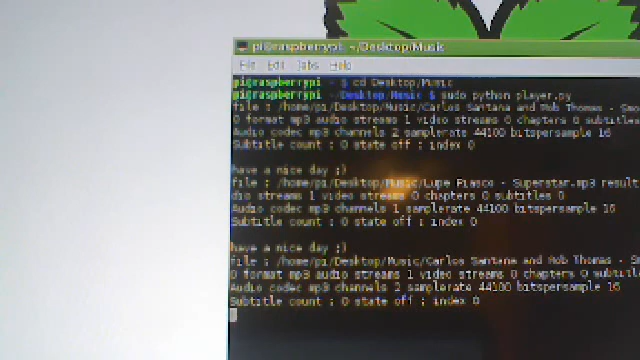 pi@raspberrypi: ~/Desktop/Music
File Edit Tabs Help
pi@raspberrypi ~ $ cd Desktop/Music
pi@raspberrypi ~/Desktop/Music $ sudo python player.py
file : /home/pi/Desktop/Music/Carlos Santana and Rob Thomas - Smo
0 format mp3 audio streams 1 video streams 0 chapters 0 subtitles
Audio codec mp3 channels 2 samplerate 44100 bitspersample 16
Subtitle count : 0 state off : index 0
have a nice day ;)
file : /home/pi/Desktop/Music/Lupe Fiasco - Superstar.mp3 result
dio streams 1 video streams 0 chapters 0 subtitles 0
Audio codec mp3 channels 1 samplerate 44100 bitspersample 16
Subtitle count : 0 state off : index 0
have a nice day ;)
file : /home/pi/Desktop/Music/Carlos Santana and Rob Thomas - Smo
0 format mp3 audio streams 1 video streams 0 chapters 0 subtitl
Audio codec mp3 channels 2 samplerate 44100 bitspersample 16
Subtitle count : 0 state off : index 0